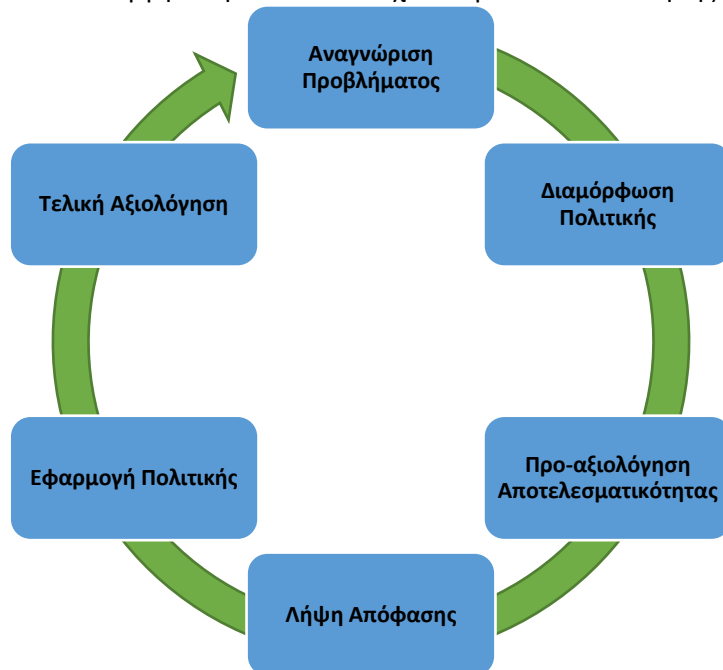 Αναγνώριση
Προβλήματος
Διαμόρφωση
Πολιτικής
Προ-αξιολόγηση
Αποτελεσματικότητας
Λήψη Απόφασης
Εφαρμογή Πολιτικής
Τελική Αξιολόγηση